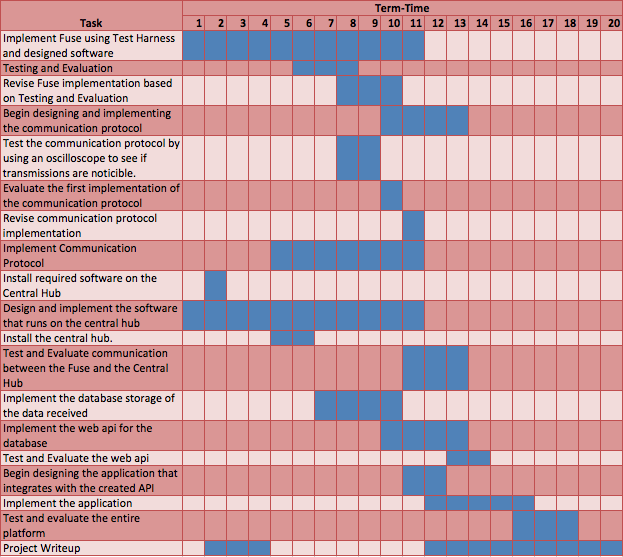 Term-Time
Task 1 2 3 4 5 6 7 8 9 10 11 12 13 14 15 16 17 18 19 20
Implement Fuse using Test Harness
and designed software
Testing and Evaluation
Revise Fuse implementation based
on Testing and Evaluation
Begin designing and implementing
the communication protocol
Test the communication protocol by
using an oscilloscope to see if
transmissions are noticible.
Evaluate the first implementation of
the communication protocol
Revise communication protocol
implementation
Implement Communication
Protocol
Install required software on the
Central Hub
Design and implement the software
that runs on the central hub
Install the central hub.
Test and Evaluate communication
between the Fuse and the Central
Hub
Implement the database storage of
the data received
Implement the web api for the
database
Test and Evaluate the web api
Begin designing the application that
integrates with the created API
Implement the application
Test and evaluate the entire
platform
Project Writeup